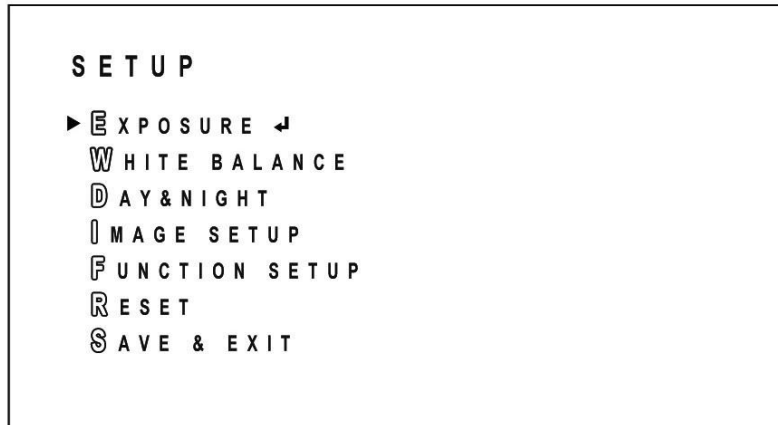 SETUP
▶ EXPOSURE ↲
WHITE BALANCE
DAY&NIGHT
IMAGE SETUP
FUNCTION SETUP
RESET
SAVE & EXIT